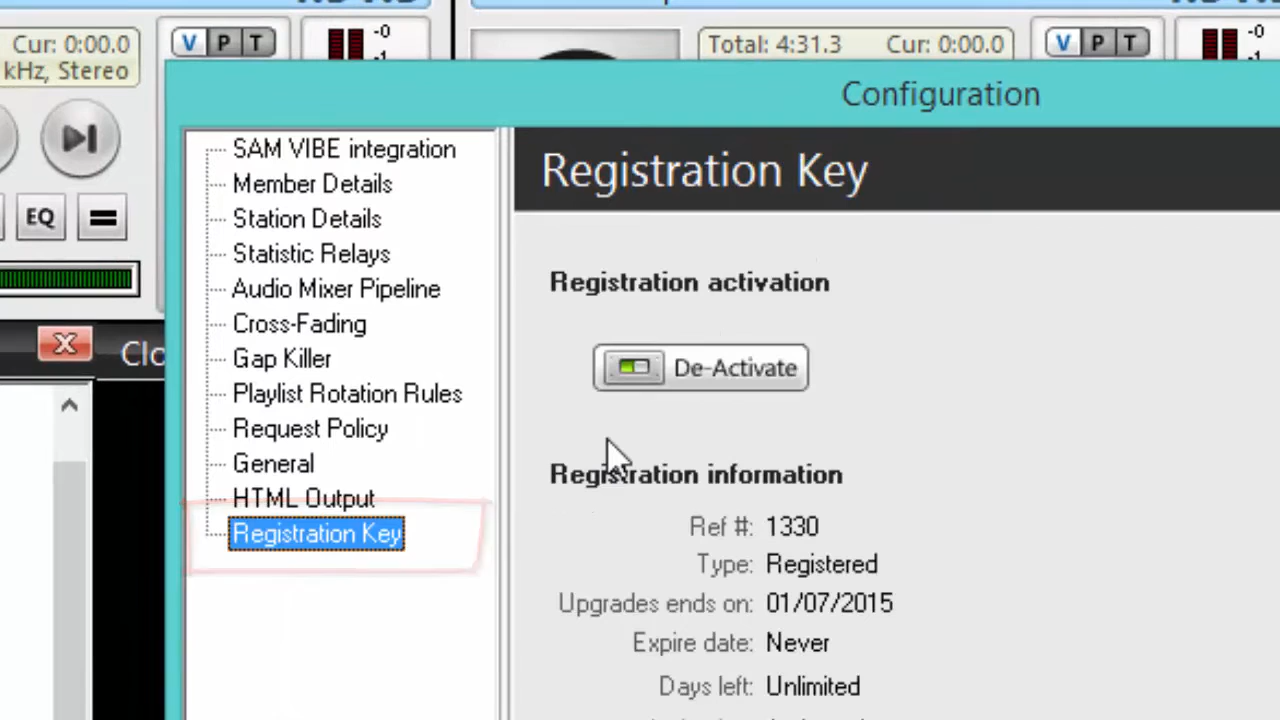 Cur: 0:00.0
kHz, Stereo
V P T
-0
Total: 4:31.3 Cur: 0:00.0
V P T
-0
Configuration
EQ
Clo
SAM VIBE integration
Member Details
Station Details
Statistic Relays
Audio Mixer Pipeline
Cross-Fading
Gap Killer
Playlist Rotation Rules
Request Policy
General
HTML Output
Registration Key
Registration Key
Registration activation
De-Activate
Registration information
Ref #: 1330
Type: Registered
Upgrades ends on: 01/07/2015
Expire date: Never
Days left: Unlimited